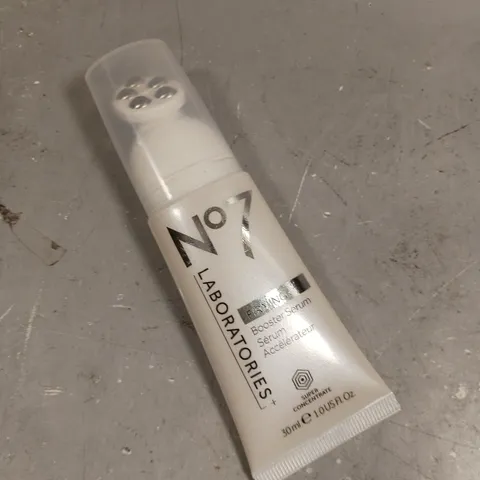 No7
LABORATORIES
FIRMING
Booster Serum
Sérum
Accélérateur
SUPER
CONCENTRATE
30ml ℮ 1.0 US Fl Oz